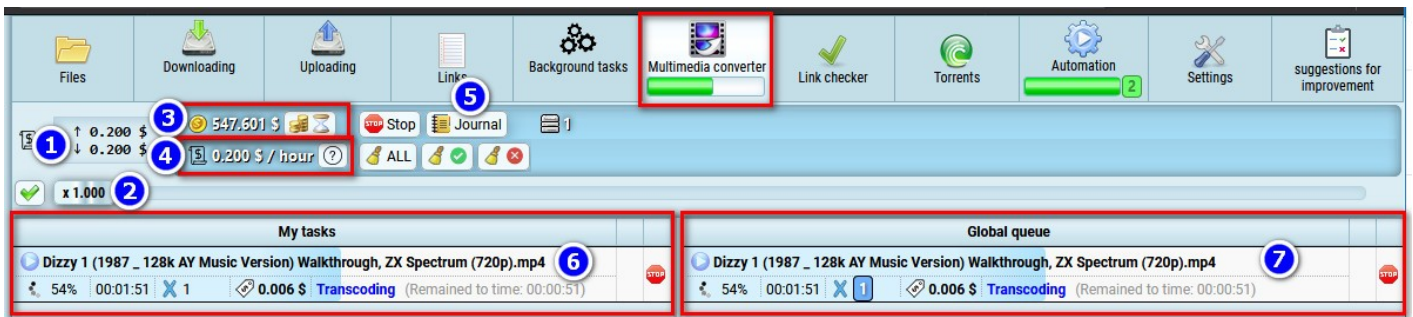 Files
Downloading
Uploading
Links
Background tasks
Multimedia converter
Link checker
Torrents
Automation
2
Settings
suggestions for
improvement
5
1
↑ 0.200 $
↓ 0.200 $
3
547.601 $
STOP Stop
Journal
1
4
0.200 $ / hour ?
ALL
x 1.000
2
My tasks
Dizzy 1 (1987 _ 128k AY Music Version) Walkthrough, ZX Spectrum (720p).mp4
6
54% 00:01:51 1 0.006 $ Transcoding (Remained to time: 00:00:51)
STOP
Global queue
Dizzy 1 (1987 _ 128k AY Music Version) Walkthrough, ZX Spectrum (720p).mp4
7
54% 00:01:51 1 0.006 $ Transcoding (Remained to time: 00:00:51)
STOP